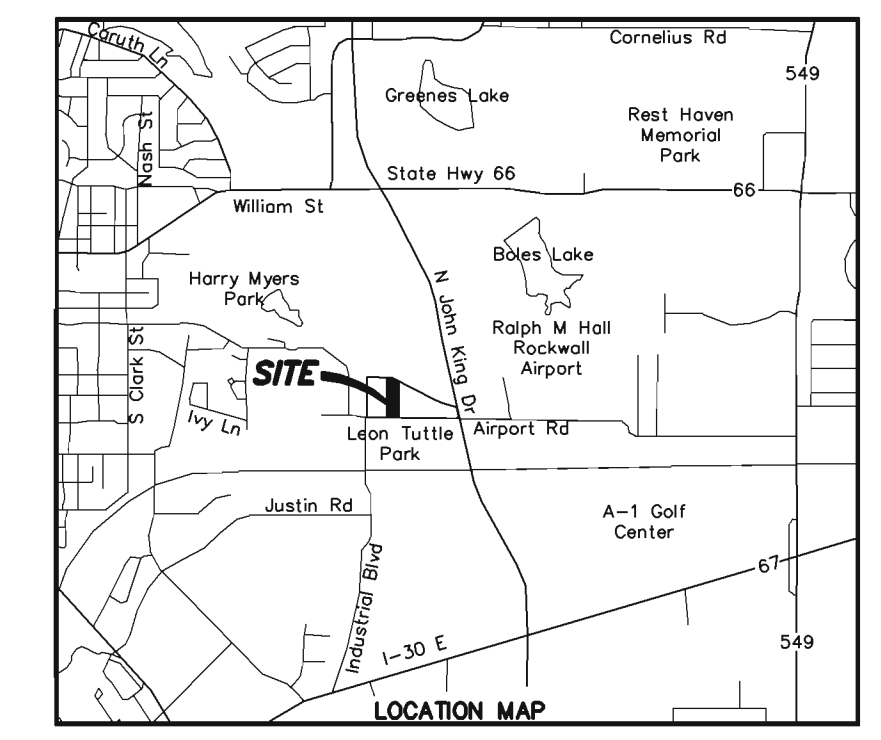 Caruth Ln
Cornelius Rd
549
Greenes Lake
Rest Haven
Memorial
Park
Nash St
State Hwy 66
66
William St
Boles Lake
Harry Myers
Park
N John King Dr
Ralph M Hall
Rockwall
Airport
S Clark St
SITE
Ivy Ln
Leon Tuttle
Park
Airport Rd
Justin Rd
A-1 Golf
Center
Industrial Blvd
67
I-30 E
549
LOCATION MAP